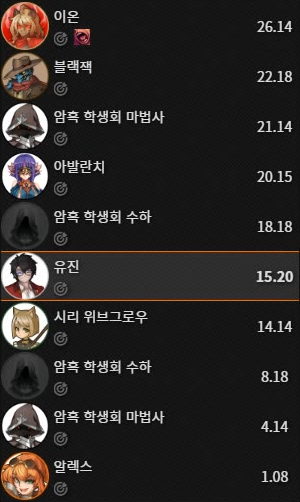 이온
26.14
블랙잭
22.18
암흑 학생회 마법사
21.14
아발란치
20.15
암흑 학생회 수하
18.18
유진
15.20
시리 위브그로우
14.14
암흑 학생회 수하
8.18
암흑 학생회 마법사
4.14
알렉스
1.08